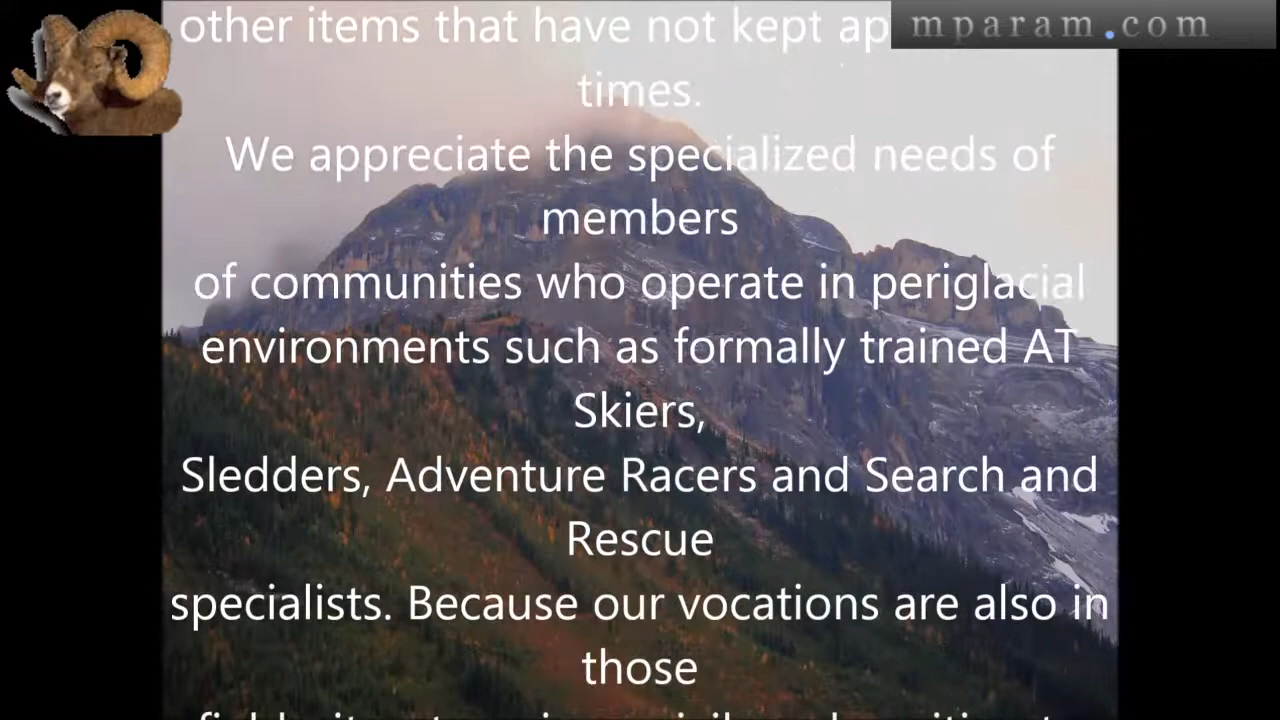 other items that have not kept
mparam.com
times.
We appreciate the specialized needs of
members
of communities who operate in periglacial
environments such as formally trained AT
Skiers,
Sledders, Adventure Racers and Search and
Rescue
specialists. Because our vocations are also in
those